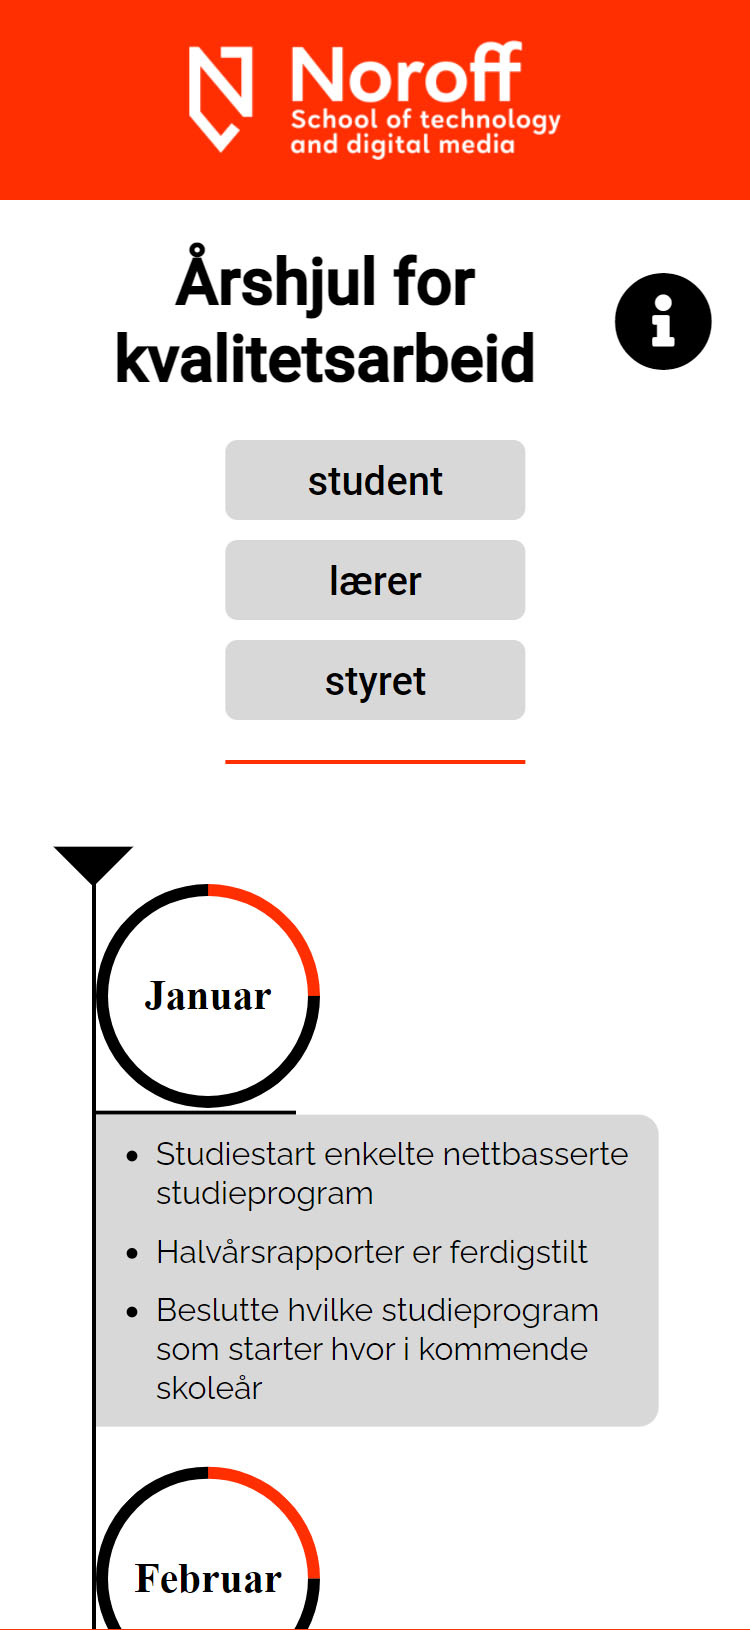 Noroff
School of technology
and digital media
Årshjul for
kvalitetsarbeid
student
lærer
styret
Januar
Studiestart enkelte nettbasserte
studieprogram
Halvårsrapporter er ferdigstilt
Beslutte hvilke studieprogram
som starter hvor i kommende
skoleår
Februar